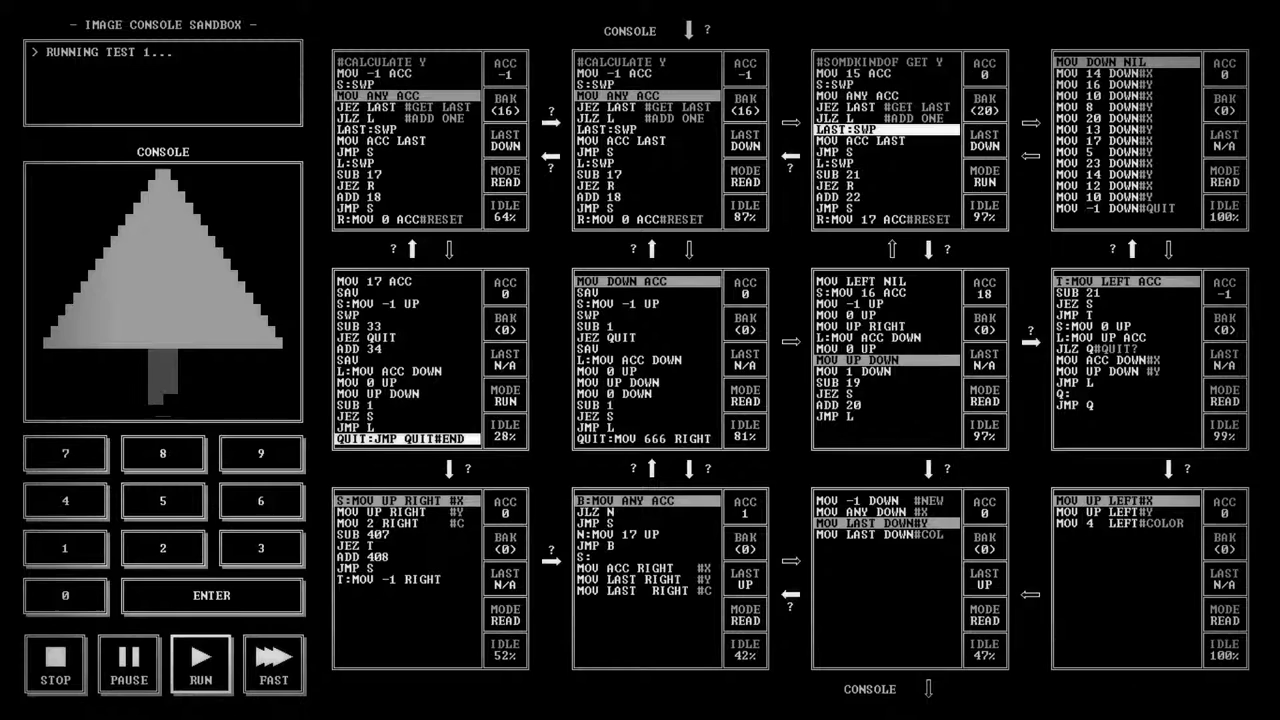 - IMAGE CONSOLE SANDBOX -
> RUNNING TEST 1...
CONSOLE
7
8
9
4
5
6
1
2
3
0
ENTER
STOP
PAUSE
RUN
FAST
CONSOLE ?
#CALCULATE Y
MOV -1 ACC
S:SWP
MOV ANY ACC
JEZ LAST #GET LAST
JLZ L #ADD ONE
LAST:SWP
MOV ACC LAST
JMP S
L:SWP
SUB 17
JEZ R
ADD 18
JMP S
R:MOV 0 ACC#RESET
ACC
-1
BAK
(16)
LAST
DOWN
MODE
READ
IDLE
64%
?
?
#CALCULATE Y
MOV -1 ACC
S:SWP
MOV ANY ACC
JEZ LAST #GET LAST
JLZ L #ADD ONE
LAST:SWP
MOV ACC LAST
JMP S
L:SWP
SUB 17
JEZ R
ADD 18
JMP S
R:MOV 0 ACC#RESET
ACC
-1
BAK
(16)
LAST
DOWN
MODE
READ
IDLE
87%
?
#SOMDKINDOF GET Y
MOV 15 ACC
S:SWP
MOV ANY ACC
JEZ LAST #GET LAST
JLZ L #ADD ONE
LAST:SWP
MOV ACC LAST
JMP S
L:SWP
SUB 21
JEZ R
ADD 22
JMP S
R:MOV 17 ACC#RESET
ACC
0
BAK
(20)
LAST
DOWN
MODE
RUN
IDLE
97%
MOV DOWN NIL
MOV 14 DOWN#X
MOV 16 DOWN#Y
MOV 10 DOWN#X
MOV 8 DOWN#Y
MOV 20 DOWN#X
MOV 13 DOWN#Y
MOV 17 DOWN#X
MOV 5 DOWN#Y
MOV 23 DOWN#X
MOV 14 DOWN#Y
MOV 12 DOWN#X
MOV 10 DOWN#Y
MOV -1 DOWN#QUIT
ACC
0
BAK
(0)
LAST
N/A
MODE
READ
IDLE
100%
?
?
?
?
MOV 17 ACC
SAV
S:MOV -1 UP
SWP
SUB 33
JEZ QUIT
ADD 34
SAV
L:MOV ACC DOWN
MOV 0 UP
MOV UP DOWN
SUB 1
JEZ S
JMP L
QUIT:JMP QUIT#END
ACC
0
BAK
(0)
LAST
N/A
MODE
RUN
IDLE
28%
MOV DOWN ACC
SAV
S:MOV -1 UP
SWP
SUB 1
JEZ QUIT
SAV
L:MOV ACC DOWN
MOV 0 UP
MOV UP DOWN
MOV 0 DOWN
SUB 1
JEZ S
JMP L
QUIT:MOV 666 RIGHT
ACC
0
BAK
(0)
LAST
N/A
MODE
READ
IDLE
81%
MOV LEFT NIL
S:MOV 16 ACC
MOV -1 UP
MOV 0 UP
MOV UP RIGHT
L:MOV ACC DOWN
MOV 0 UP
MOV UP DOWN
MOV 1 DOWN
SUB 19
JEZ S
ADD 20
JMP L
ACC
18
BAK
(0)
LAST
N/A
MODE
READ
IDLE
97%
?
T:MOV LEFT ACC
SUB 21
JEZ S
JMP T
S:MOV 0 UP
L:MOV UP ACC
JLZ Q#QUIT?
MOV ACC DOWN#X
MOV UP DOWN #Y
JMP L
Q:
JMP Q
ACC
-1
BAK
(0)
LAST
N/A
MODE
READ
IDLE
99%
?
?
?
?
?
S:MOV UP RIGHT #X
MOV UP RIGHT #Y
MOV 2 RIGHT #C
SUB 407
JEZ T
ADD 408
JMP S
T:MOV -1 RIGHT
ACC
0
BAK
(0)
LAST
N/A
MODE
READ
IDLE
52%
?
B:MOV ANY ACC
JLZ N
JMP S
N:MOV 17 UP
JMP B
S:
MOV ACC RIGHT #X
MOV LAST RIGHT #Y
MOV LAST RIGHT #C
ACC
1
BAK
(0)
LAST
UP
MODE
READ
IDLE
42%
?
MOV -1 DOWN #NEW
MOV ANY DOWN #X
MOV LAST DOWN#Y
MOV LAST DOWN#COL
ACC
0
BAK
(0)
LAST
UP
MODE
READ
IDLE
47%
MOV UP LEFT#X
MOV UP LEFT#Y
MOV 4 LEFT#COLOR
ACC
0
BAK
(0)
LAST
N/A
MODE
READ
IDLE
100%
CONSOLE